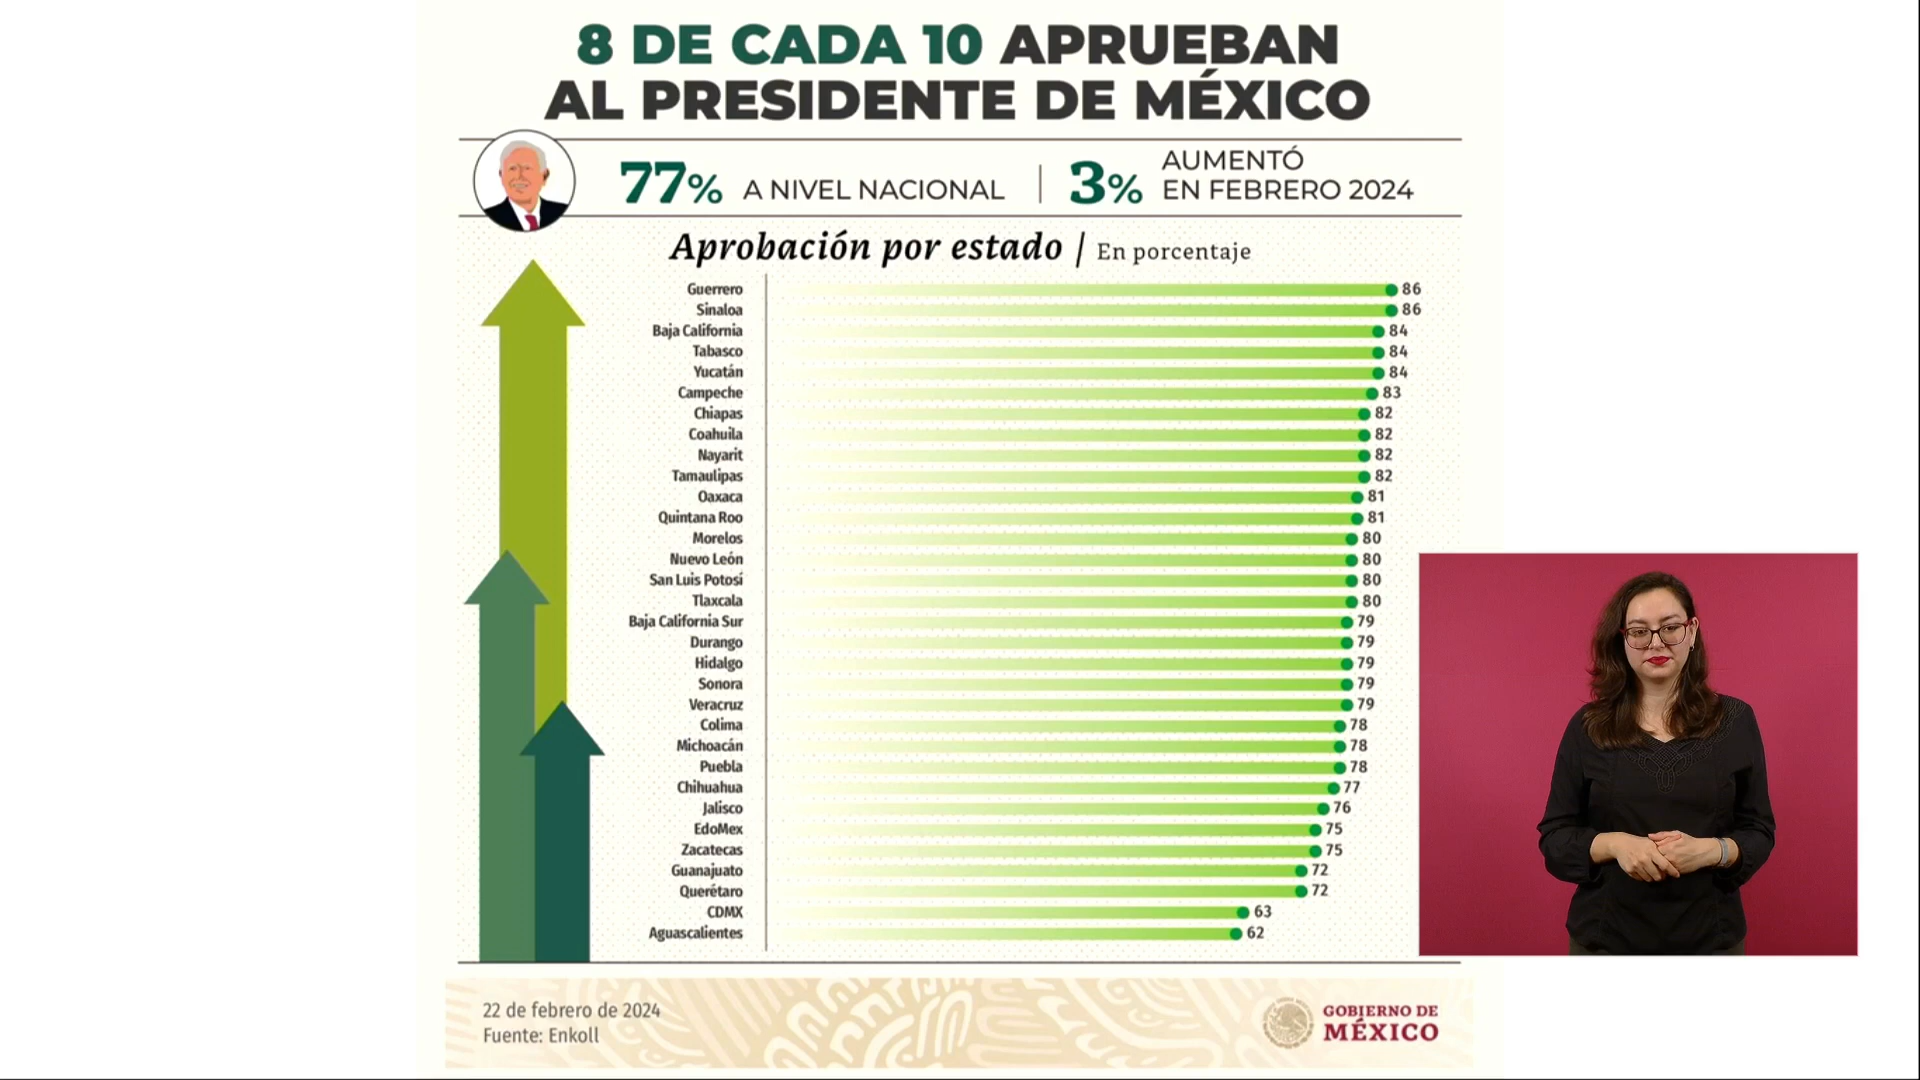 8 DE CADA 10 APRUEBAN
AL PRESIDENTE DE MÉXICO
77% A NIVEL NACIONAL
3% AUMENTÓ
EN FEBRERO 2024
Aprobación por estado | En porcentaje
Guerrero 86
Sinaloa 86
Baja California 84
Tabasco 84
Yucatán 84
Campeche 83
Chiapas 82
Coahuila 82
Nayarit 82
Tamaulipas 82
Oaxaca 81
Quintana Roo 81
Morelos 80
Nuevo León 80
San Luis Potosí 80
Tlaxcala 80
Baja California Sur 79
Durango 79
Hidalgo 79
Sonora 79
Veracruz 79
Colima 78
Michoacán 78
Puebla 78
Chihuahua 77
Jalisco 76
EdoMex 75
Zacatecas 75
Guanajuato 72
Querétaro 72
CDMX 63
Aguascalientes 62
22 de febrero de 2024
Fuente: Enkoll
GOBIERNO DE
MÉXICO